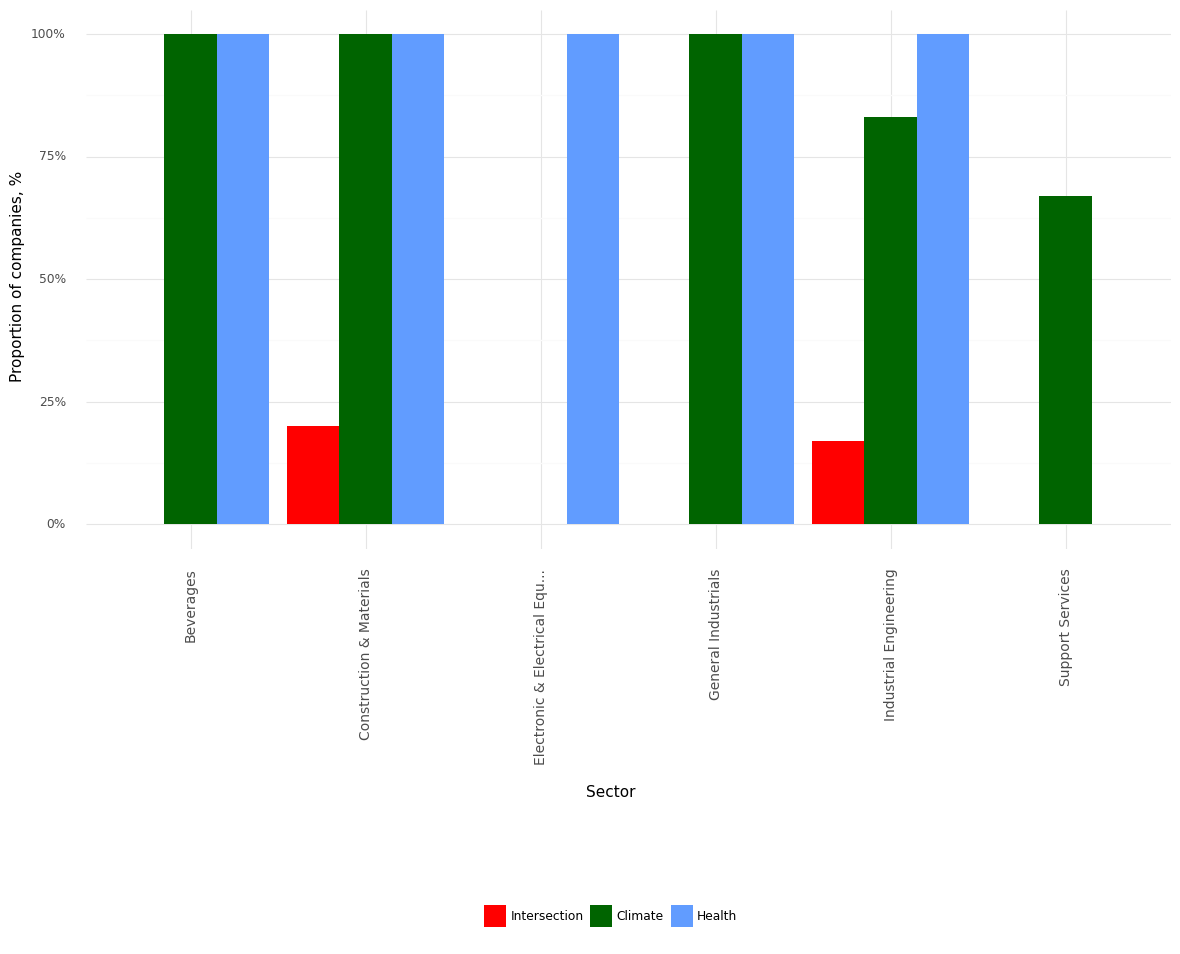 Proportion of companies, %
100%
75%
50%
25%
0%
Beverages
Construction & Materials
Electronic & Electrical Equ...
General Industrials
Industrial Engineering
Support Services
Sector
Intersection Climate Health